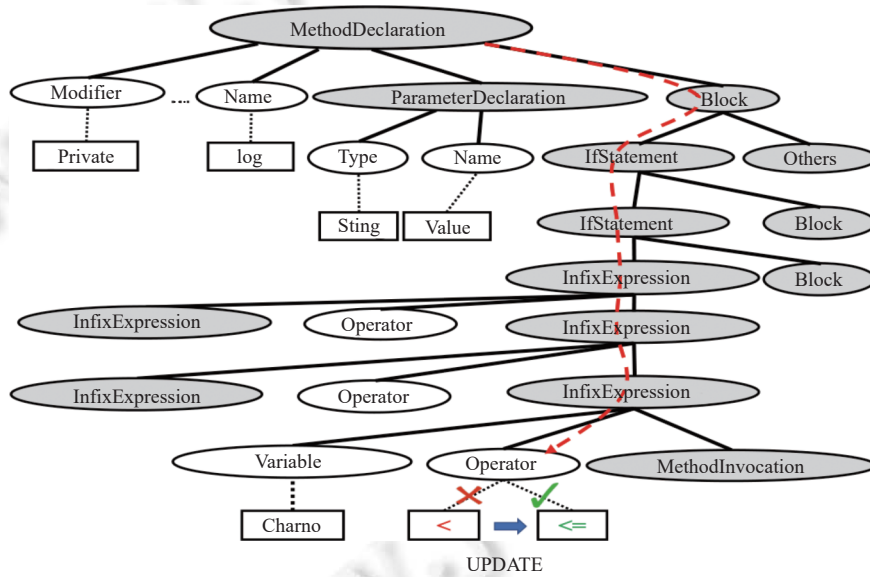 MethodDeclaration
Modifier
....
Name
ParameterDeclaration
Block
Private
log
Type
Name
IfStatement
Others
Sting
Value
IfStatement
Block
InfixExpression
Block
InfixExpression
Operator
InfixExpression
InfixExpression
Operator
InfixExpression
Variable
Operator
MethodInvocation
Charno
<
<=
UPDATE